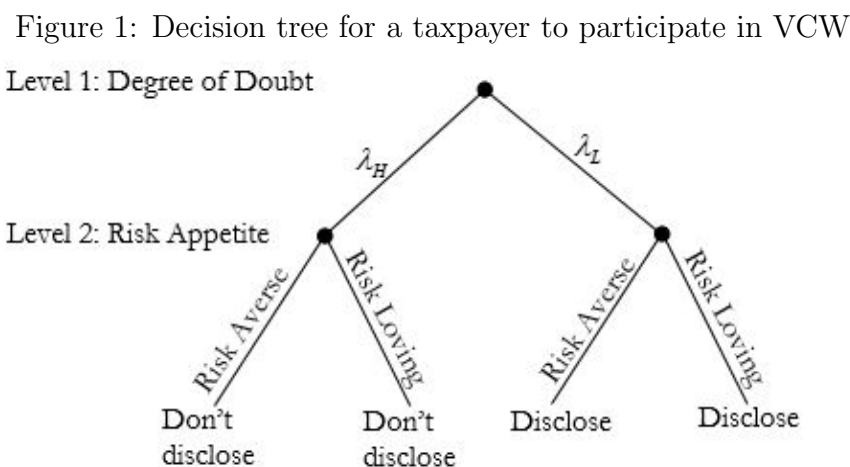 Figure 1: Decision tree for a taxpayer to participate in VCW
Level 1: Degree of Doubt
λH
λL
Level 2: Risk Appetite
Risk Averse
Risk Loving
Risk Averse
Risk Loving
Don't
disclose
Don't
disclose
Disclose
Disclose